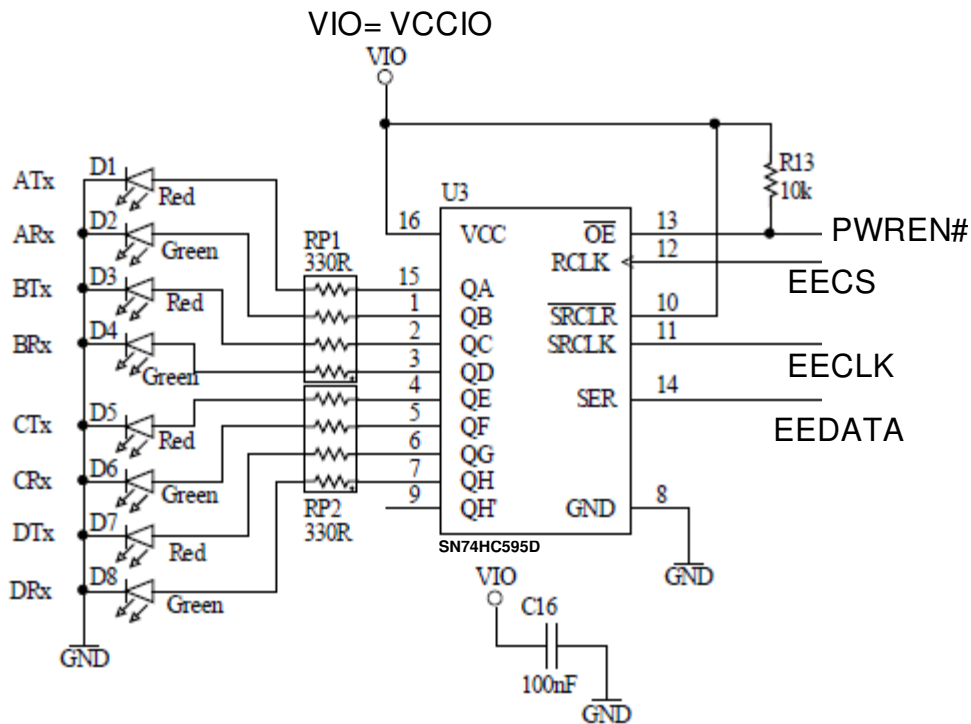 VIO= VCCIO
VIO
ATx
D1
Red
ARx
D2
Green
BTx
D3
Red
BRx
D4
Green
CTx
D5
Red
CRx
D6
Green
DTx
D7
Red
DRx
D8
Green
GND
RP1
330R
RP2
330R
U3
16 VCC
15 QA
1 QB
2 QC
3 QD
4 QE
5 QF
6 QG
7 QH
9 QH'
OE 13
RCLK 12
SRCLR 10
SRCLK 11
SER 14
GND 8
SN74HC595D
R13
10k
PWREN#
EECS
EECLK
EEDATA
GND
VIO
C16
100nF
GND